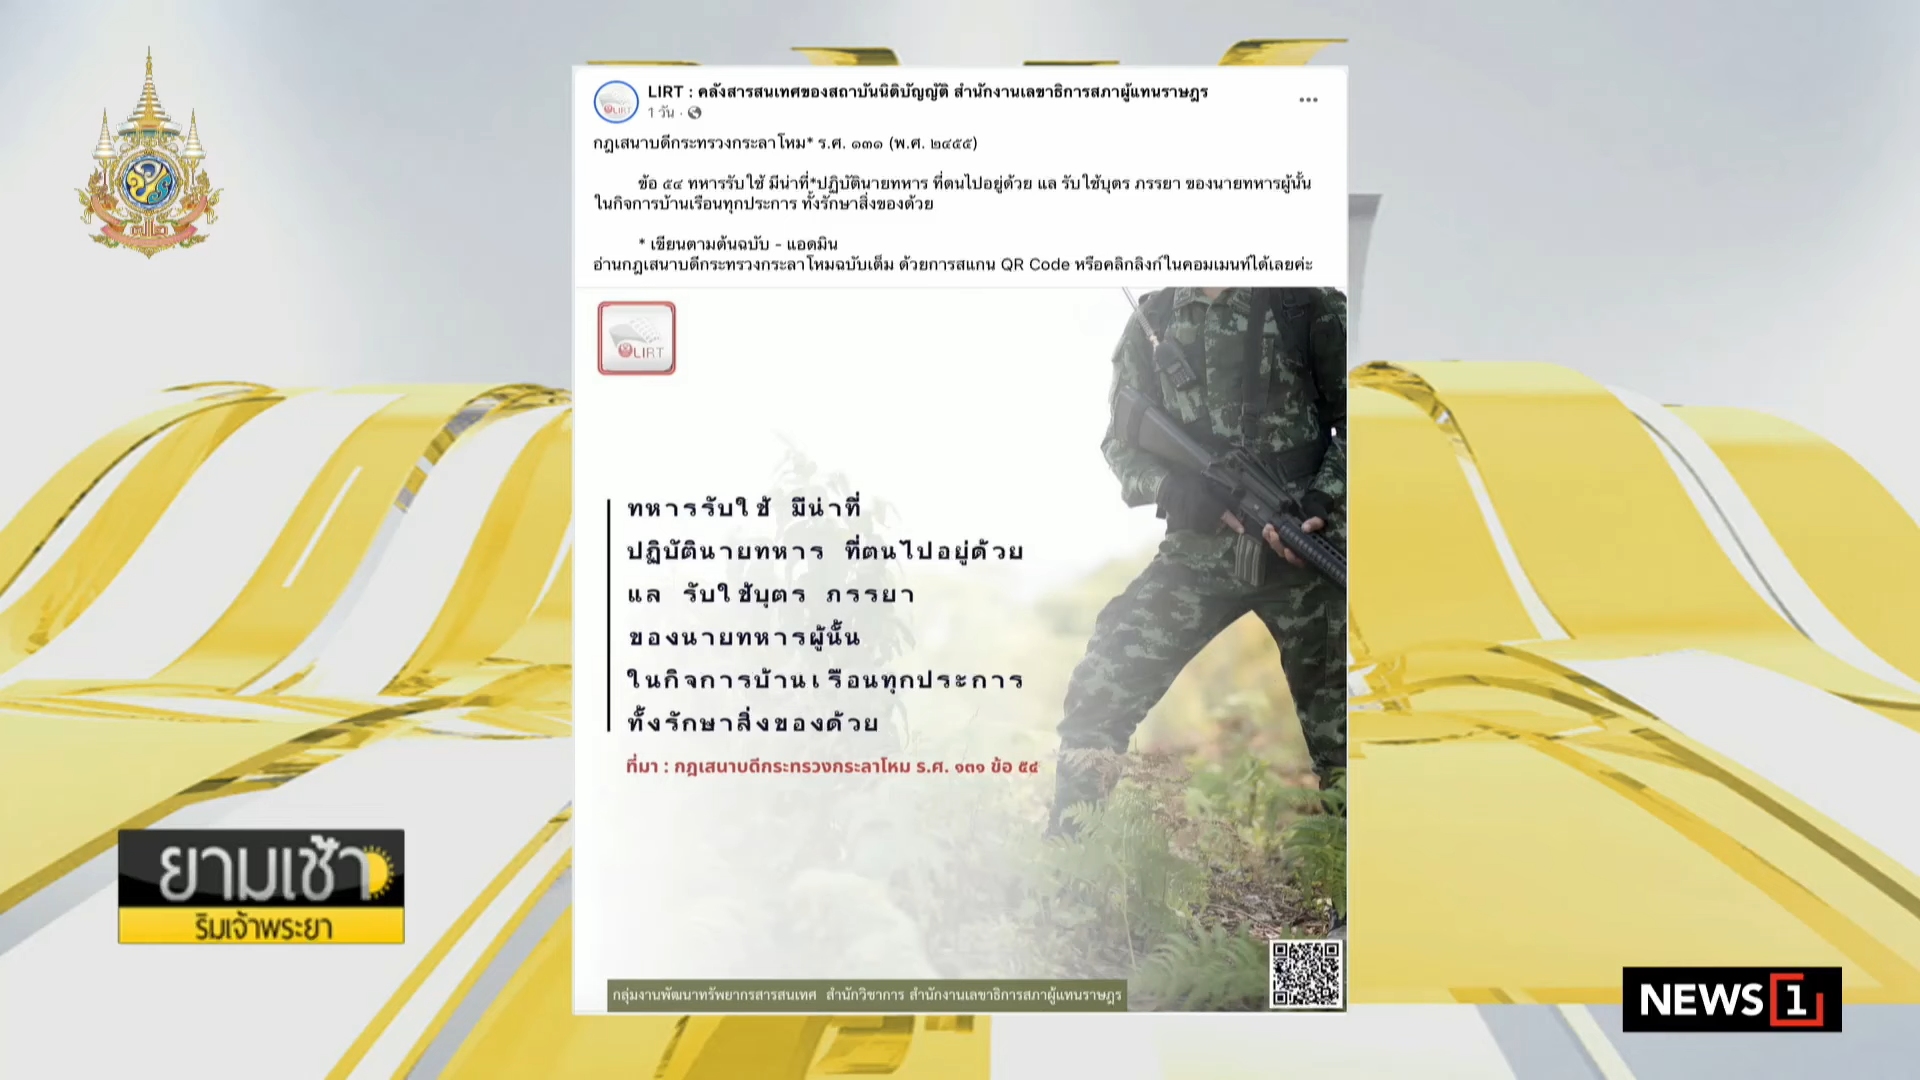 LIRT : คลังสารสนเทศของสถาบันนิติบัญญัติ สำนักงานเลขาธิการสภาผู้แทนราษฎร
1 วัน ·
กฎเสนาบดีกระทรวงกระลาโหม* ร.ศ. ๑๓๑ (พ.ศ. ๒๔๕๕)
ข้อ ๕๔ ทหารรับใช้ มีน่าที่*ปฏิบัตินายทหาร ที่ตนไปอยู่ด้วย แล รับใช้บุตร ภรรยา ของนายทหารผู้นั้น
ในกิจการบ้านเรือนทุกประการ ทั้งรักษาสิ่งของด้วย
* เขียนตามต้นฉบับ - แอดมิน
อ่านกฎเสนาบดีกระทรวงกระลาโหมฉบับเต็ม ด้วยการสแกน QR Code หรือคลิกลิงก์ในคอมเมนท์ได้เลยค่ะ
LIRT
ทหารรับใช้ มีน่าที่
ปฏิบัตินายทหาร ที่ตนไปอยู่ด้วย
แล รับใช้บุตร ภรรยา
ของนายทหารผู้นั้น
ในกิจการบ้านเรือนทุกประการ
ทั้งรักษาสิ่งของด้วย
ที่มา : กฎเสนาบดีกระทรวงกระลาโหม ร.ศ. ๑๓๑ ข้อ ๕๔
กลุ่มงานพัฒนาทรัพยากรสารสนเทศ สำนักวิชาการ สำนักงานเลขาธิการสภาผู้แทนราษฎร
ยามเช้า
ริมเจ้าพระยา
NEWS 1
๗๒